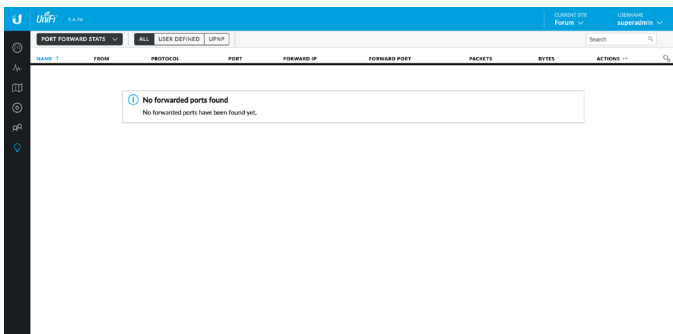 UniFi 5.6.26
CURRENT SITE
Forum
USERNAME
superadmin
PORT FORWARD STATS
ALL USER DEFINED UPNP
Search
NAME ↑ FROM PROTOCOL PORT FORWARD IP FORWARD PORT PACKETS BYTES ACTIONS
No forwarded ports found
No forwarded ports have been found yet.